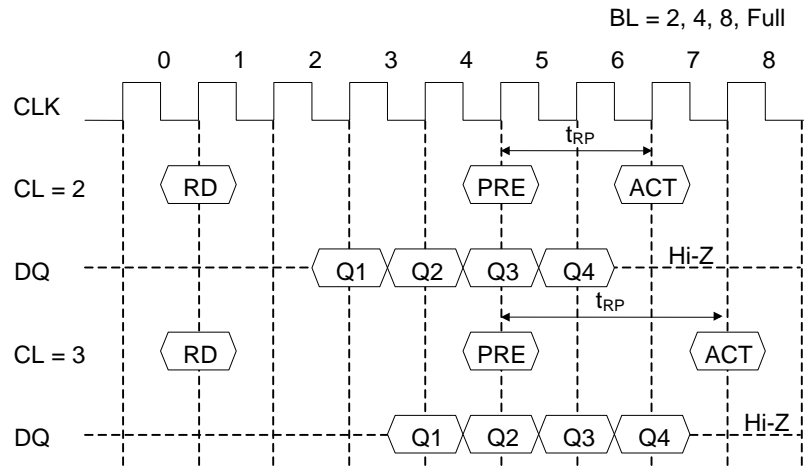 BL = 2, 4, 8, Full
0 1 2 3 4 5 6 7 8
CLK
tRP
CL = 2 RD PRE ACT
DQ Q1 Q2 Q3 Q4 Hi-Z
tRP
CL = 3 RD PRE ACT
DQ Q1 Q2 Q3 Q4 Hi-Z